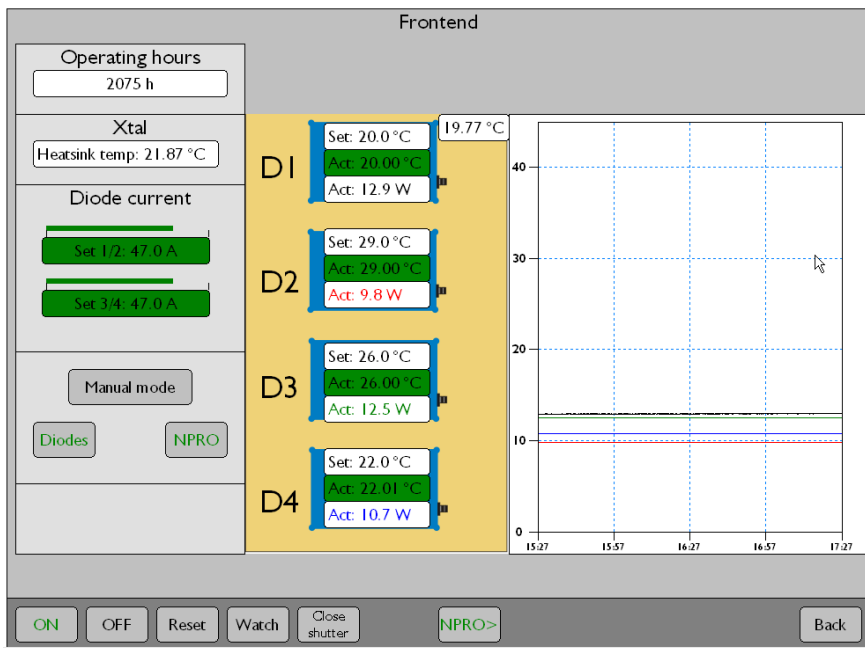 Frontend
Operating hours
2075 h
Xtal
Heatsink temp: 21.87 °C
Diode current
Set 1/2: 47.0 A
Set 3/4: 47.0 A
Manual mode
Diodes
NPRO
19.77 °C
D1
Set: 20.0 °C
Act: 20.00 °C
Act: 12.9 W
D2
Set: 29.0 °C
Act: 29.00 °C
Act: 9.8 W
D3
Set: 26.0 °C
Act: 26.00 °C
Act: 12.5 W
D4
Set: 22.0 °C
Act: 22.01 °C
Act: 10.7 W
40
30
20
10
0
15:27 15:57 16:27 16:57 17:27
ON OFF Reset Watch Close shutter NPRO> Back